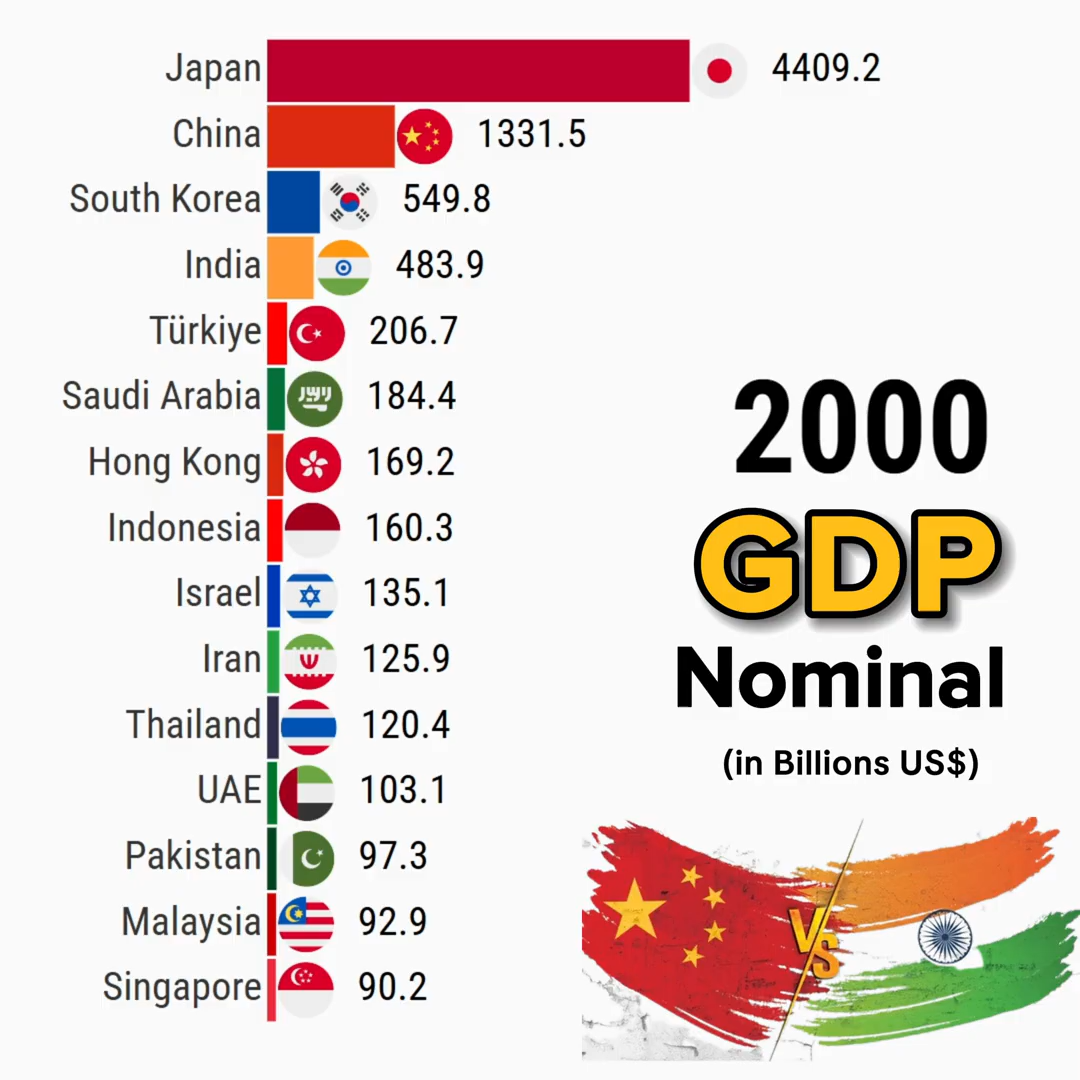 Japan 4409.2
China 1331.5
South Korea 549.8
India 483.9
Türkiye 206.7
Saudi Arabia 184.4
Hong Kong 169.2
Indonesia 160.3
Israel 135.1
Iran 125.9
Thailand 120.4
UAE 103.1
Pakistan 97.3
Malaysia 92.9
Singapore 90.2
2000
GDP
Nominal
(in Billions US$)
VS